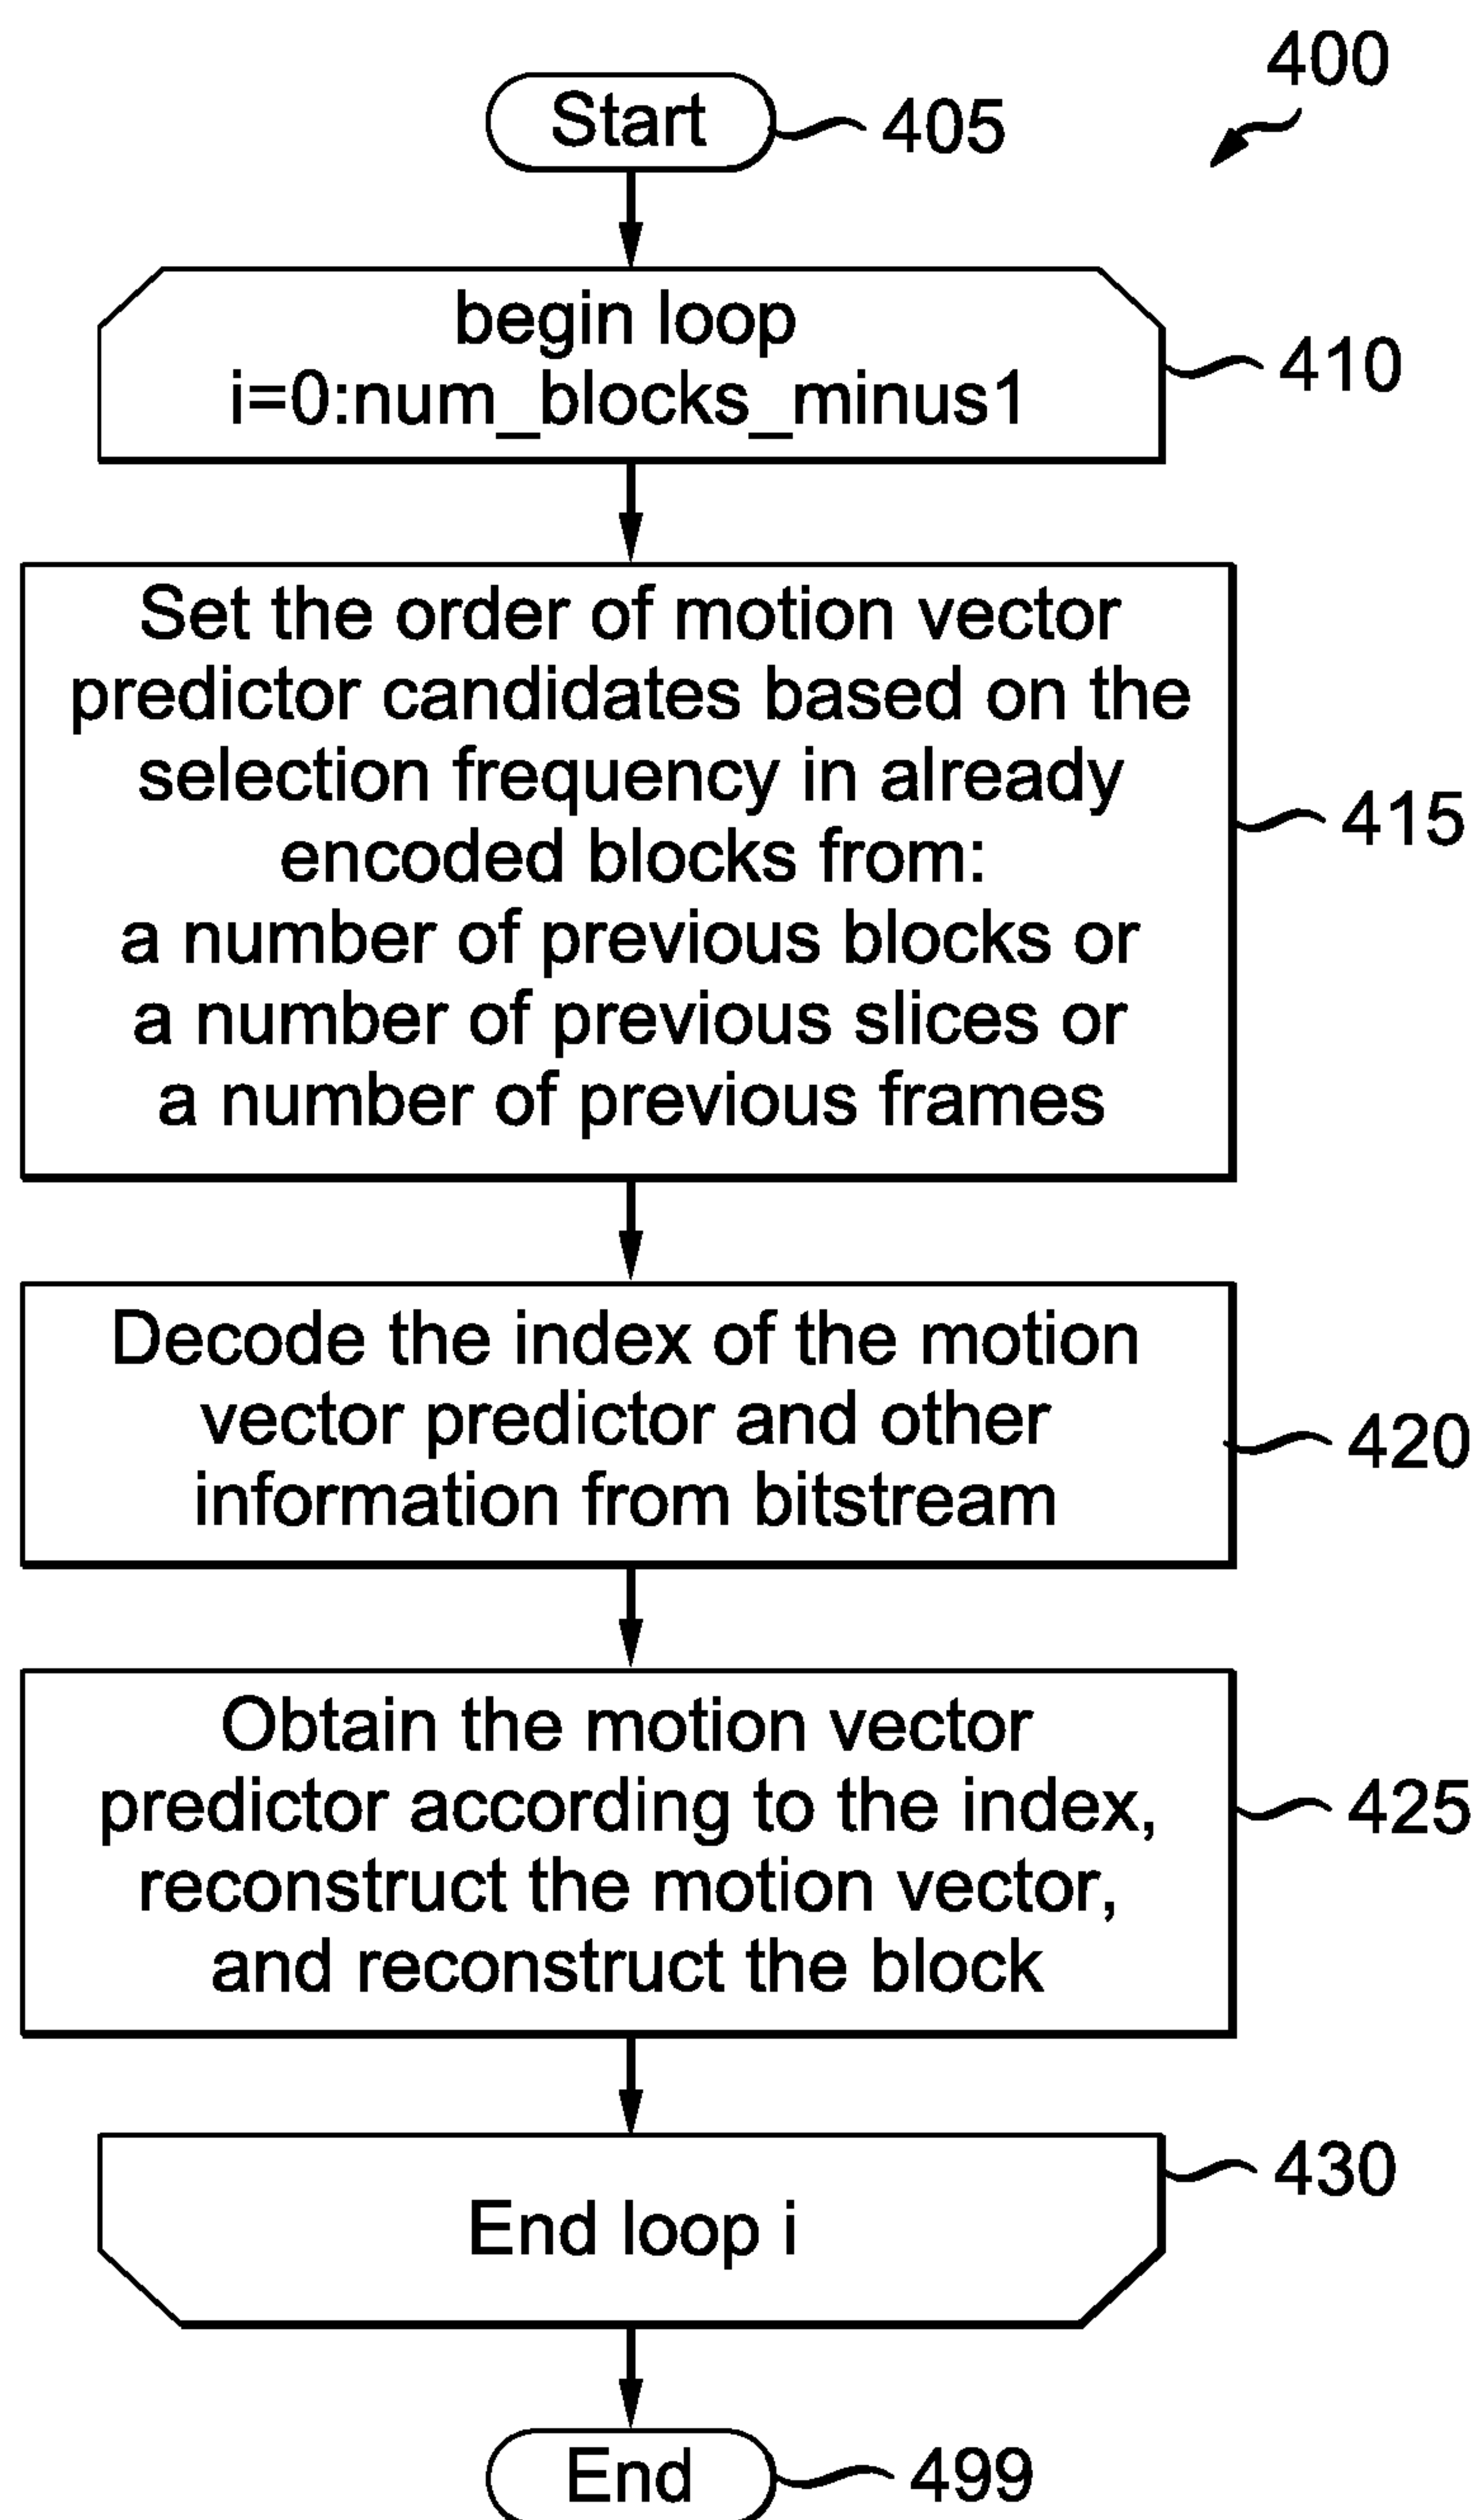 400
Start
405
begin loop
i=0:num_blocks_minus1
410
Set the order of motion vector
predictor candidates based on the
selection frequency in already
encoded blocks from:
a number of previous blocks or
a number of previous slices or
a number of previous frames
415
Decode the index of the motion
vector predictor and other
information from bitstream
420
Obtain the motion vector
predictor according to the index,
reconstruct the motion vector,
and reconstruct the block
425
End loop i
430
End
499